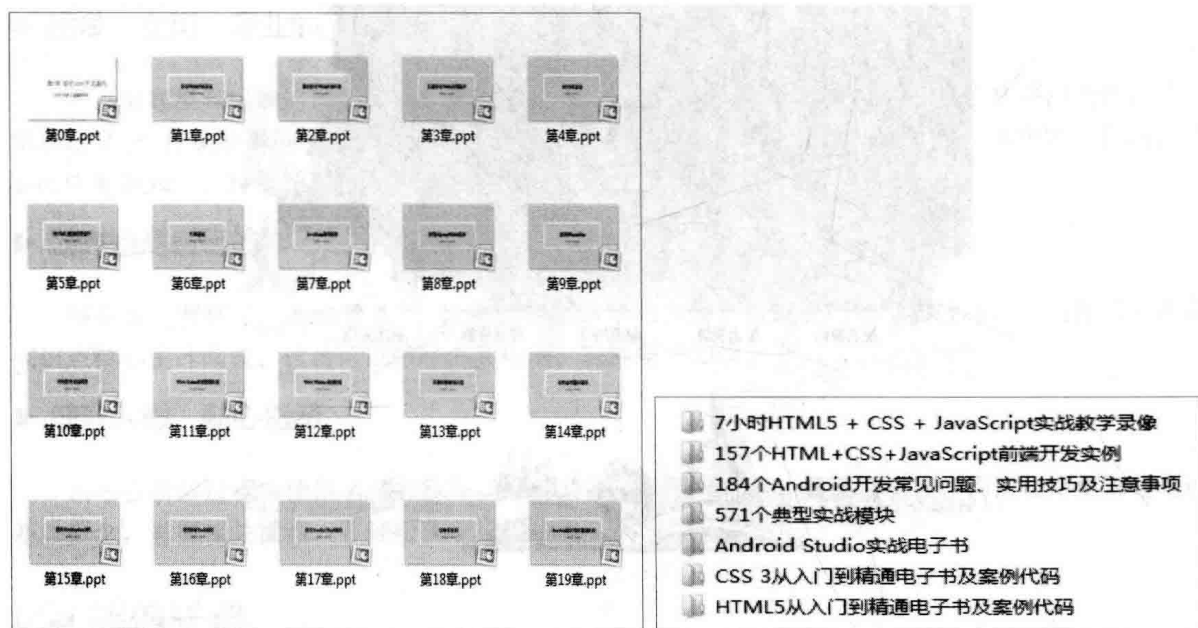 第0章.ppt 第1章.ppt 第2章.ppt 第3章.ppt 第4章.ppt
第5章.ppt 第6章.ppt 第7章.ppt 第8章.ppt 第9章.ppt
第10章.ppt 第11章.ppt 第12章.ppt 第13章.ppt 第14章.ppt
第15章.ppt 第16章.ppt 第17章.ppt 第18章.ppt 第19章.ppt
7小时HTML5 + CSS + JavaScript实战教学录像
157个HTML+CSS+JavaScript前端开发实例
184个Android开发常见问题、实用技巧及注意事项
571个典型实战模块
Android Studio实战电子书
CSS 3从入门到精通电子书及案例代码
HTML5从入门到精通电子书及案例代码